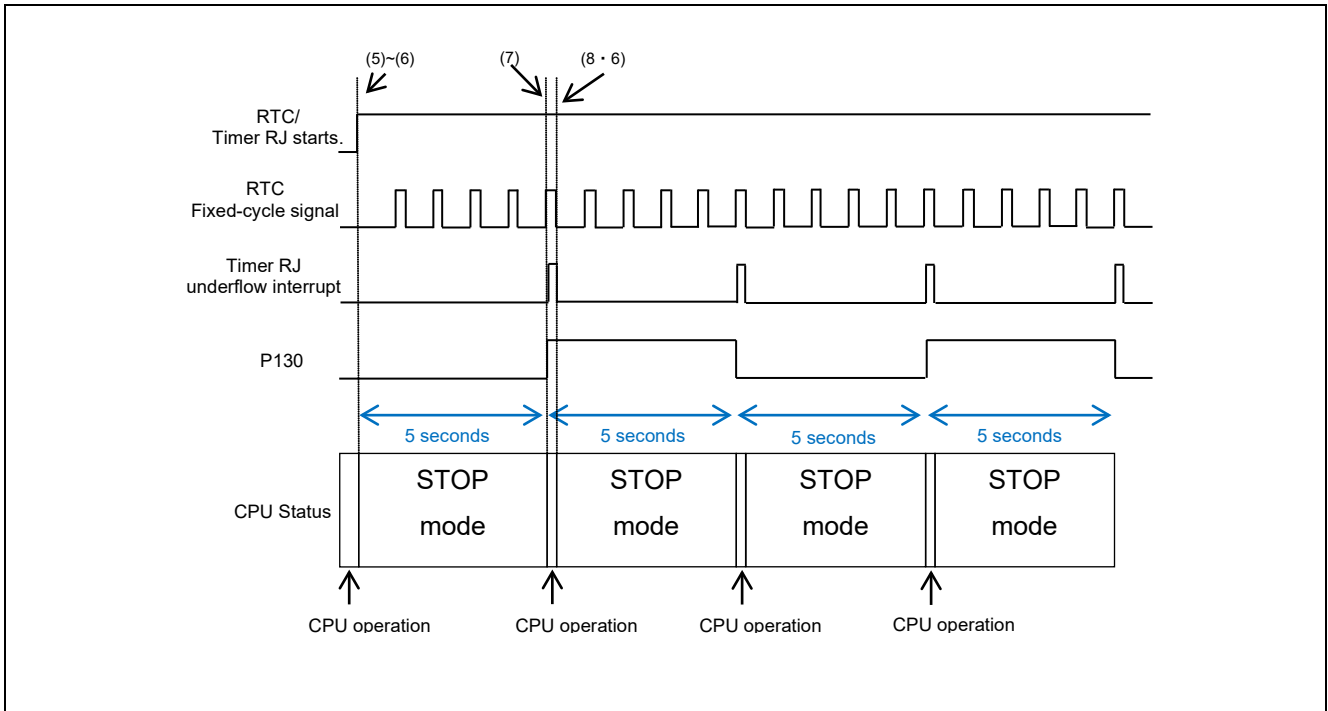 (5)~(6)
(7)
(8・6)
RTC/
Timer RJ starts.
RTC
Fixed-cycle signal
Timer RJ
underflow interrupt
P130
5 seconds
5 seconds
5 seconds
5 seconds
CPU Status
STOP
mode
STOP
mode
STOP
mode
STOP
mode
CPU operation
CPU operation
CPU operation
CPU operation